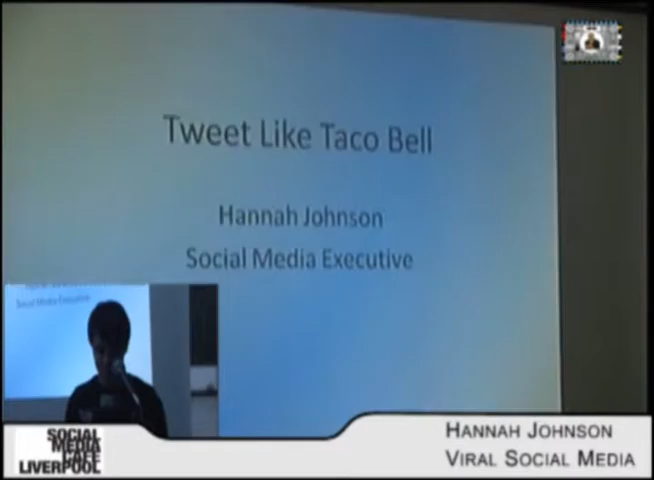 Tweet Like Taco Bell
Hannah Johnson
Social Media Executive
Social Media Executive
SOCIAL
MEDIA
CAFE
LIVERPOOL
HANNAH JOHNSON
VIRAL SOCIAL MEDIA